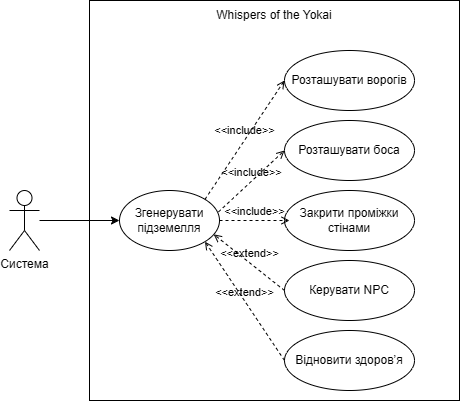 Whispers of the Yokai
Розташувати ворогів
<<include>>
Розташувати боса
<<include>>
Згенерувати
підземелля
<<include>>
Закрити проміжки
стінами
Система
<<extend>>
Керувати NPC
<<extend>>
Відновити здоров'я